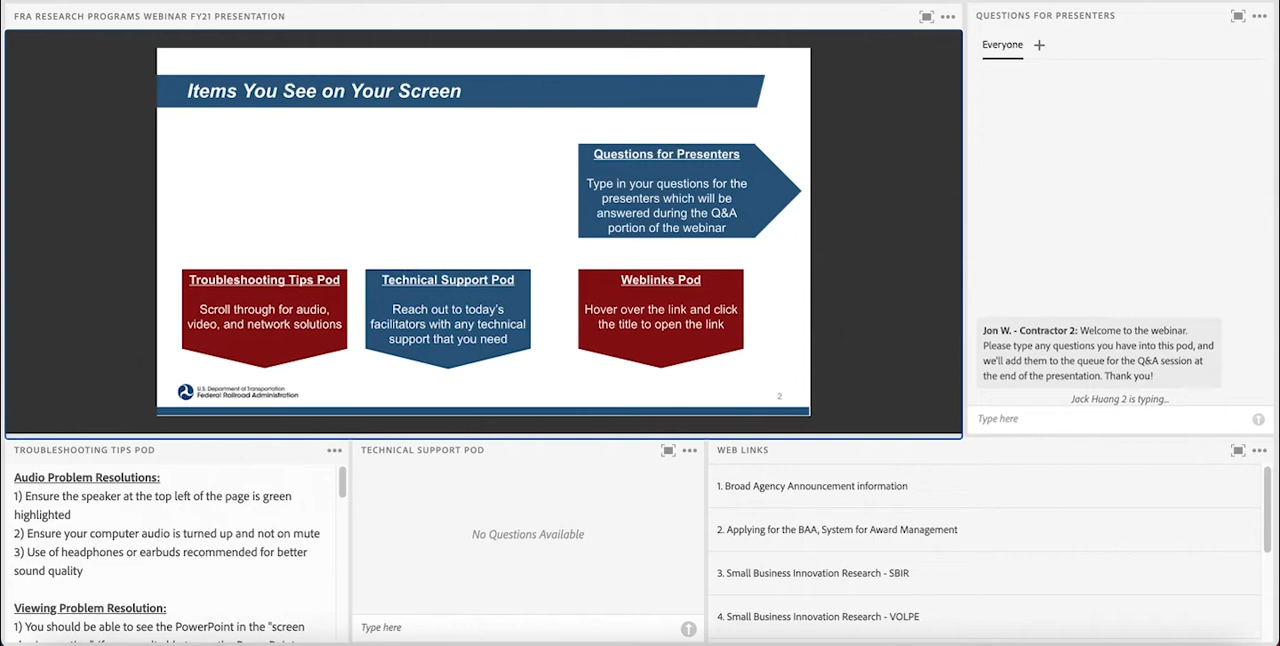 FRA RESEARCH PROGRAMS WEBINAR FY21 PRESENTATION
Items You See on Your Screen
Questions for Presenters
Type in your questions for the
presenters which will be
answered during the Q&A
portion of the webinar
Troubleshooting Tips Pod
Scroll through for audio,
video, and network solutions
Technical Support Pod
Reach out to today's
facilitators with any technical
support that you need
Weblinks Pod
Hover over the link and click
the title to open the link
U.S. Department of Transportation
Federal Railroad Administration
2
QUESTIONS FOR PRESENTERS
Everyone
Jon W. - Contractor 2: Welcome to the webinar.
Please type any questions you have into this pod, and
we'll add them to the queue for the Q&A session at
the end of the presentation. Thank you!
Jack Huang 2 is typing..
Type here
TROUBLESHOOTING TIPS POD
Audio Problem Resolutions:
1) Ensure the speaker at the top left of the page is green
highlighted
2) Ensure your computer audio is turned up and not on mute
3) Use of headphones or earbuds recommended for better
sound quality
Viewing Problem Resolution:
1) You should be able to see the PowerPoint in the "screen
TECHNICAL SUPPORT POD
No Questions Available
Type here
WEB LINKS
1. Broad Agency Announcement information
2. Applying for the BAA, System for Award Management
3. Small Business Innovation Research - SBIR
4. Small Business Innovation Research - VOLPE